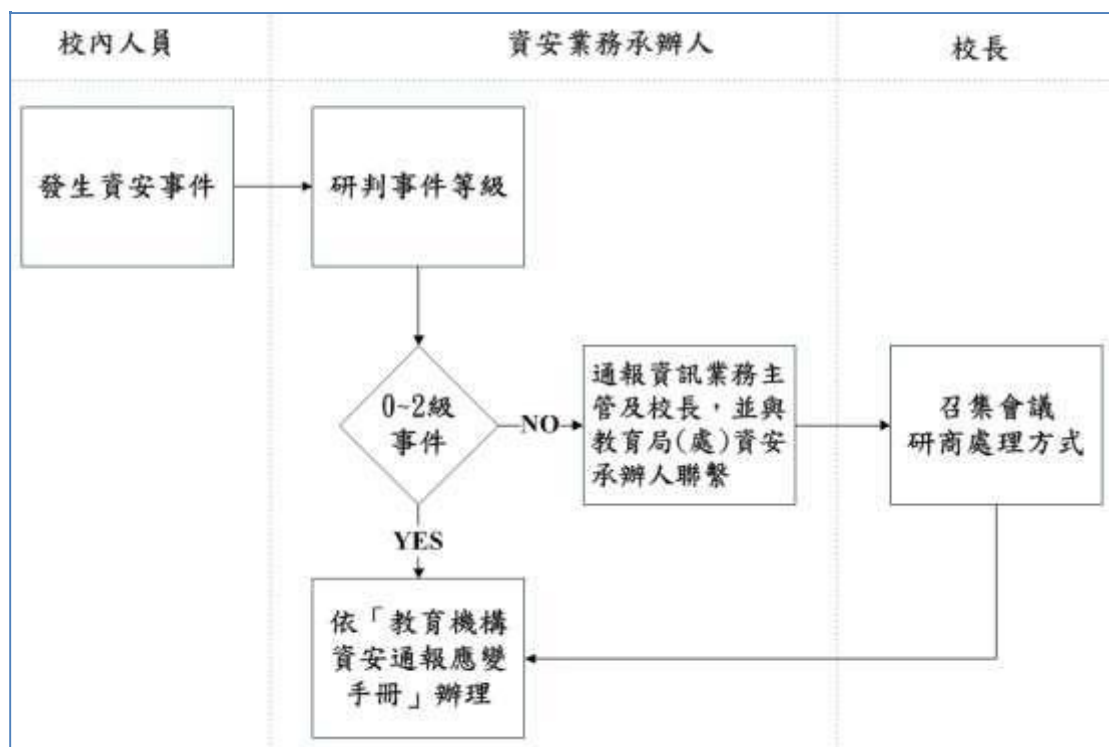 校內人員
資安業務承辦人
校長
發生資安事件
研判事件等級
0~2級
事件
NO
通報資訊業務主
管及校長，並與
教育局(處)資安
承辦人聯繫
召集會議
研商處理方式
YES
依「教育機構
資安通報應變
手冊」辦理